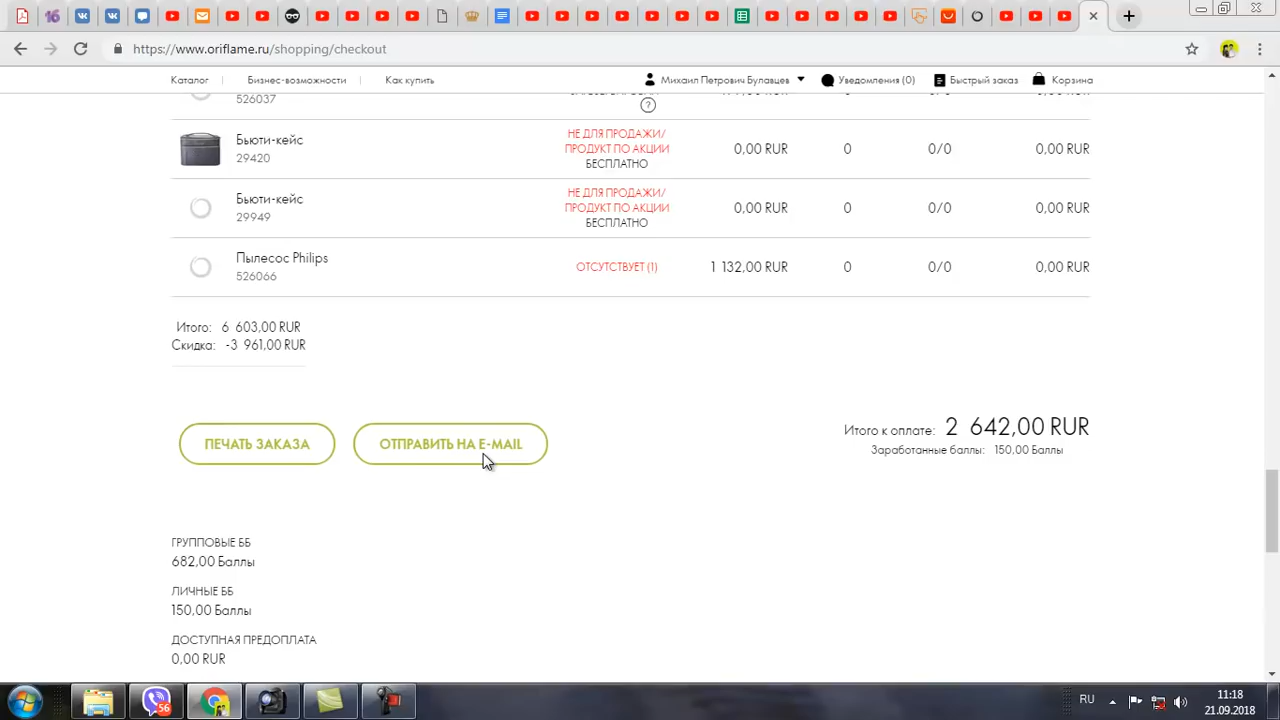 16
https://www.oriflame.ru/shopping/checkout
Каталог
Бизнес-возможности
Как купить
Михаил Петрович Булавцев
Уведомления (0)
Быстрый заказ
Корзина
526037
?
Бьюти-кейс
29420
НЕ ДЛЯ ПРОДАЖИ/
ПРОДУКТ ПО АКЦИИ
БЕСПЛАТНО
0,00 RUR 0 0/0 0,00 RUR
Бьюти-кейс
29949
НЕ ДЛЯ ПРОДАЖИ/
ПРОДУКТ ПО АКЦИИ
БЕСПЛАТНО
0,00 RUR 0 0/0 0,00 RUR
Пылесос Philips
526066
ОТСУТСТВУЕТ (1)
1 132,00 RUR 0 0/0 0,00 RUR
Итого: 6 603,00 RUR
Скидка: -3 961,00 RUR
ПЕЧАТЬ ЗАКАЗА
ОТПРАВИТЬ НА E-MAIL
Итого к оплате: 2 642,00 RUR
Заработанные баллы: 150,00 Баллы
ГРУППОВЫЕ ББ
682,00 Баллы
ЛИЧНЫЕ ББ
150,00 Баллы
ДОСТУПНАЯ ПРЕДОПЛАТА
0,00 RUR
56
RU
11:18
21.09.2018